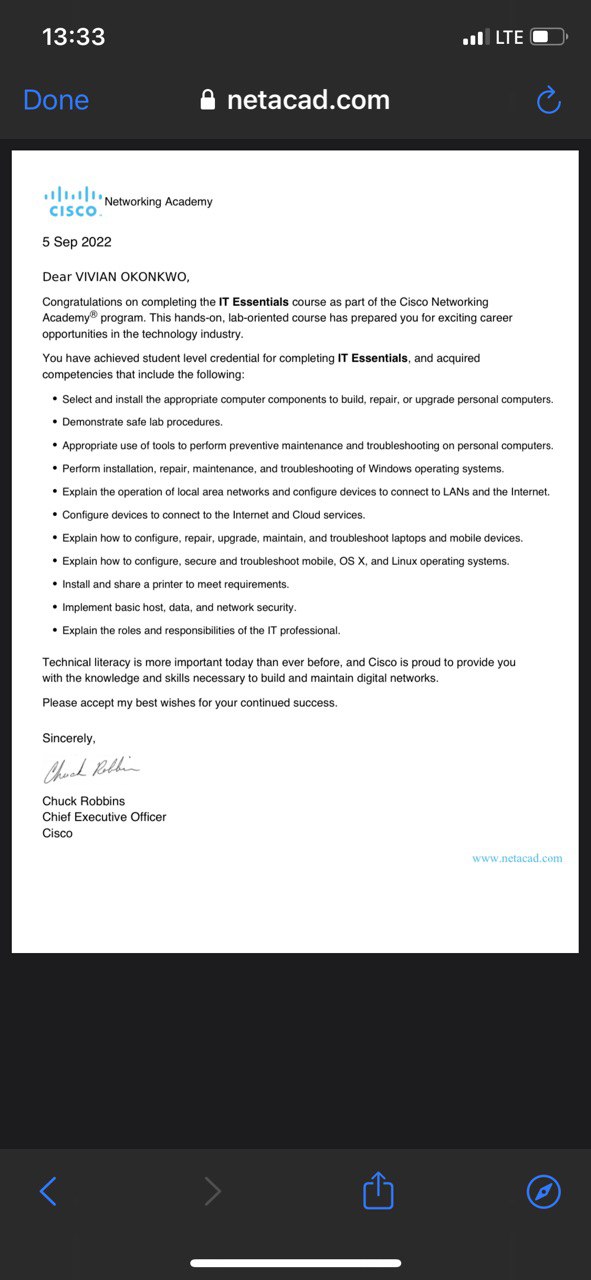 13:33 LTE
Done netacad.com
CISCO Networking Academy
5 Sep 2022
Dear VIVIAN OKONKWO,
Congratulations on completing the IT Essentials course as part of the Cisco Networking
Academy® program. This hands-on, lab-oriented course has prepared you for exciting career
opportunities in the technology industry.
You have achieved student level credential for completing IT Essentials, and acquired
competencies that include the following:
• Select and install the appropriate computer components to build, repair, or upgrade personal computers.
• Demonstrate safe lab procedures.
• Appropriate use of tools to perform preventive maintenance and troubleshooting on personal computers.
• Perform installation, repair, maintenance, and troubleshooting of Windows operating systems.
• Explain the operation of local area networks and configure devices to connect to LANs and the Internet.
• Configure devices to connect to the Internet and Cloud services.
• Explain how to configure, repair, upgrade, maintain, and troubleshoot laptops and mobile devices.
• Explain how to configure, secure and troubleshoot mobile, OS X, and Linux operating systems.
• Install and share a printer to meet requirements.
• Implement basic host, data, and network security.
• Explain the roles and responsibilities of the IT professional.
Technical literacy is more important today than ever before, and Cisco is proud to provide you
with the knowledge and skills necessary to build and maintain digital networks.
Please accept my best wishes for your continued success.
Sincerely,
Chuck Robbins
Chuck Robbins
Chief Executive Officer
Cisco
www.netacad.com